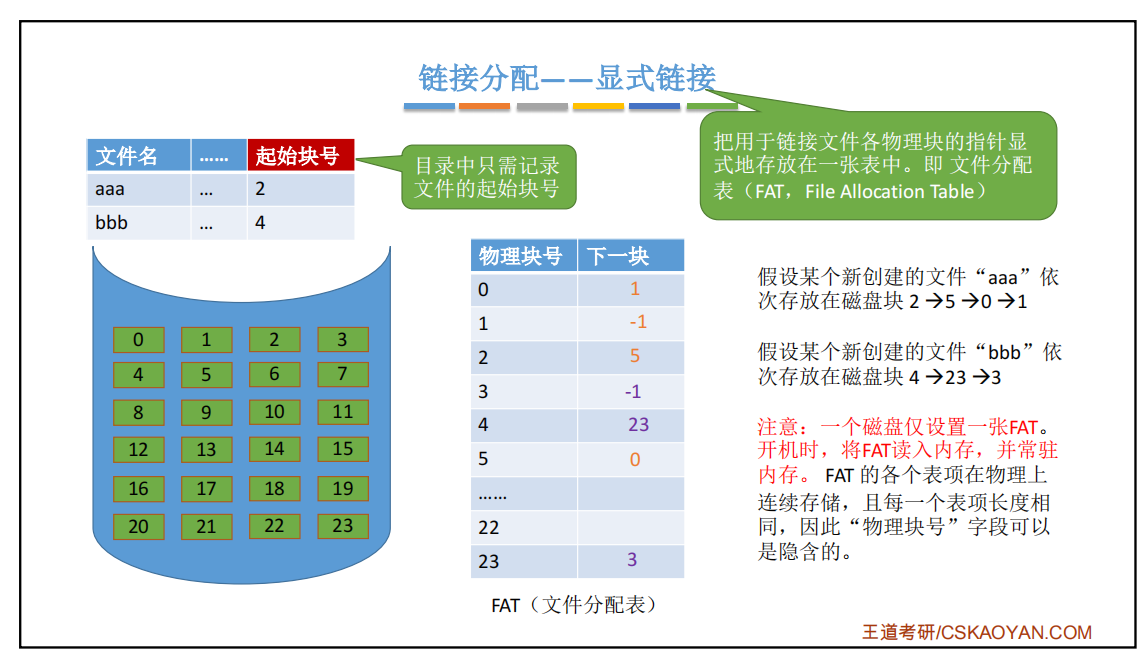 链接分配——显式链接
文件名 …… 起始块号
aaa … 2
bbb … 4
目录中只需记录
文件的起始块号
把用于链接文件各物理块的指针显
式地存放在一张表中。即 文件分配
表（FAT，File Allocation Table）
0 1 2 3
4 5 6 7
8 9 10 11
12 13 14 15
16 17 18 19
20 21 22 23
物理块号 下一块
0 1
1 -1
2 5
3 -1
4 23
5 0
……
22
23 3
FAT（文件分配表）
假设某个新创建的文件“aaa”依
次存放在磁盘块 2→5→0→1
假设某个新创建的文件“bbb”依
次存放在磁盘块 4→23→3
注意：一个磁盘仅设置一张FAT。
开机时，将FAT读入内存，并常驻
内存。 FAT 的各个表项在物理上
连续存储，且每一个表项长度相
同，因此“物理块号”字段可以
是隐含的。
王道考研/CSKAOYAN.COM